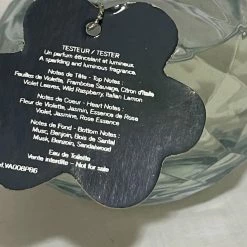 TESTEUR / TESTER
Un parfum étincelant et lumineux.
A sparkling and luminous fragrance.
Notes de Tête - Top Notes :
Feuilles de Violette, Framboise Sauvage, Citron d'Italie
Violet Leaves, Wild Raspberry, Italian Lemon
Notes de Coeur - Heart Notes :
Fleur de Violette, Jasmin, Essence de Rose
Violet, Jasmine, Rose Essence
Notes de Fond - Bottom Notes :
Musc, Benjoin, Bois de Santal
Musk, Benzoin, Sandalwood
Eau de Toilette
Vente interdite - Not for sale
Ref. VA00BPB6